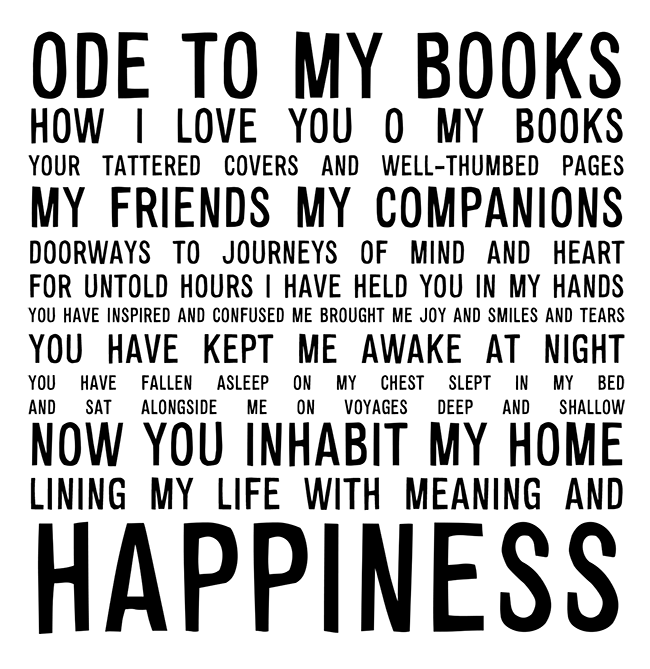 ODE TO MY BOOKS
HOW I LOVE YOU O MY BOOKS
YOUR TATTERED COVERS AND WELL-THUMBED PAGES
MY FRIENDS MY COMPANIONS
DOORWAYS TO JOURNEYS OF MIND AND HEART
FOR UNTOLD HOURS I HAVE HELD YOU IN MY HANDS
YOU HAVE INSPIRED AND CONFUSED ME BROUGHT ME JOY AND SMILES AND TEARS
YOU HAVE KEPT ME AWAKE AT NIGHT
YOU HAVE FALLEN ASLEEP ON MY CHEST SLEPT IN MY BED
AND SAT ALONGSIDE ME ON VOYAGES DEEP AND SHALLOW
NOW YOU INHABIT MY HOME
LINING MY LIFE WITH MEANING AND
HAPPINESS